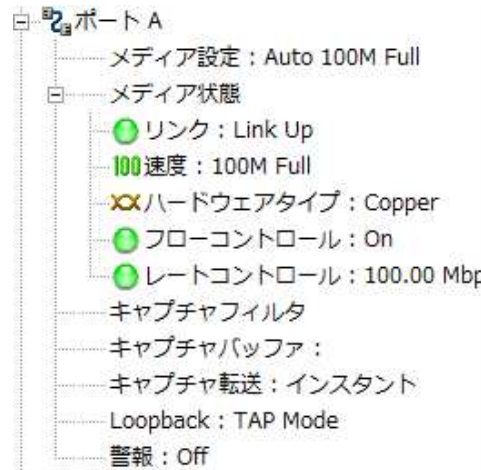 ポート A
メディア設定：Auto 100M Full
メディア状態
リンク：Link Up
100 速度：100M Full
ハードウェアタイプ：Copper
フローコントロール：On
レートコントロール：100.00 Mbp
キャプチャフィルタ
キャプチャバッファ：
キャプチャ転送：インスタント
Loopback：TAP Mode
警報：Off